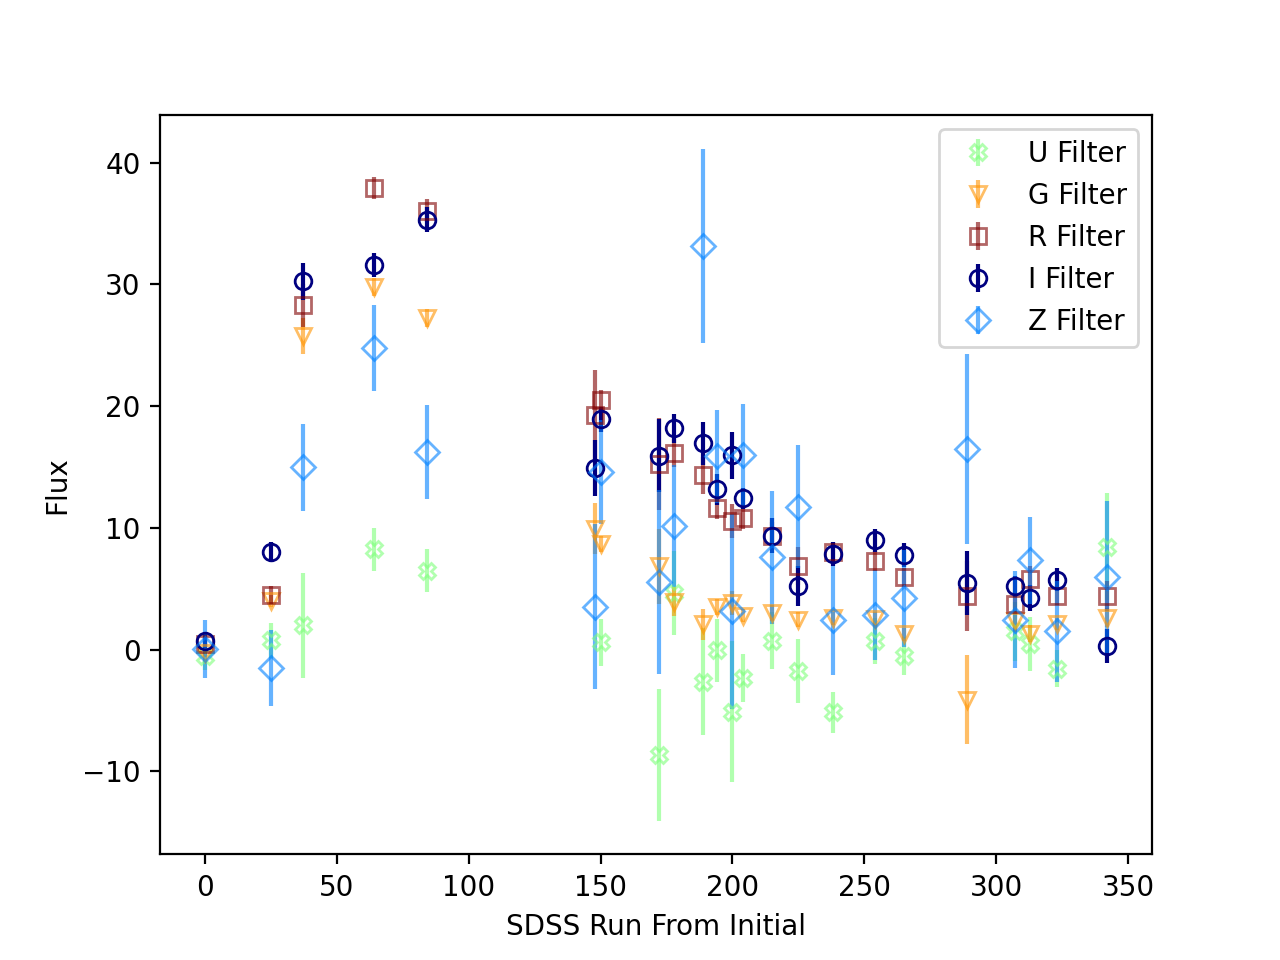 40
30
20
10
0
−10
Flux
0 50 100 150 200 250 300 350
SDSS Run From Initial
U Filter
G Filter
R Filter
I Filter
Z Filter